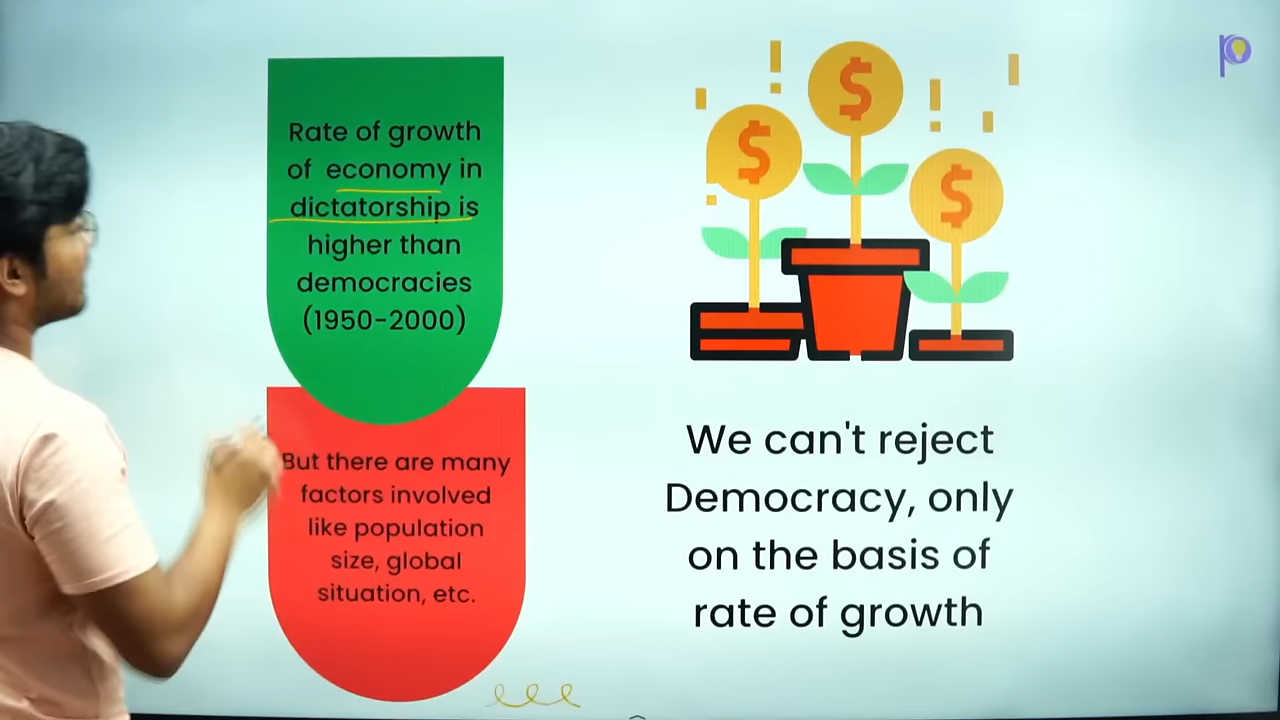 Rate of growth
of economy in
dictatorship is
higher than
democracies
(1950-2000)
But there are many
factors involved
like population
size, global
situation, etc.
We can't reject
Democracy, only
on the basis of
rate of growth